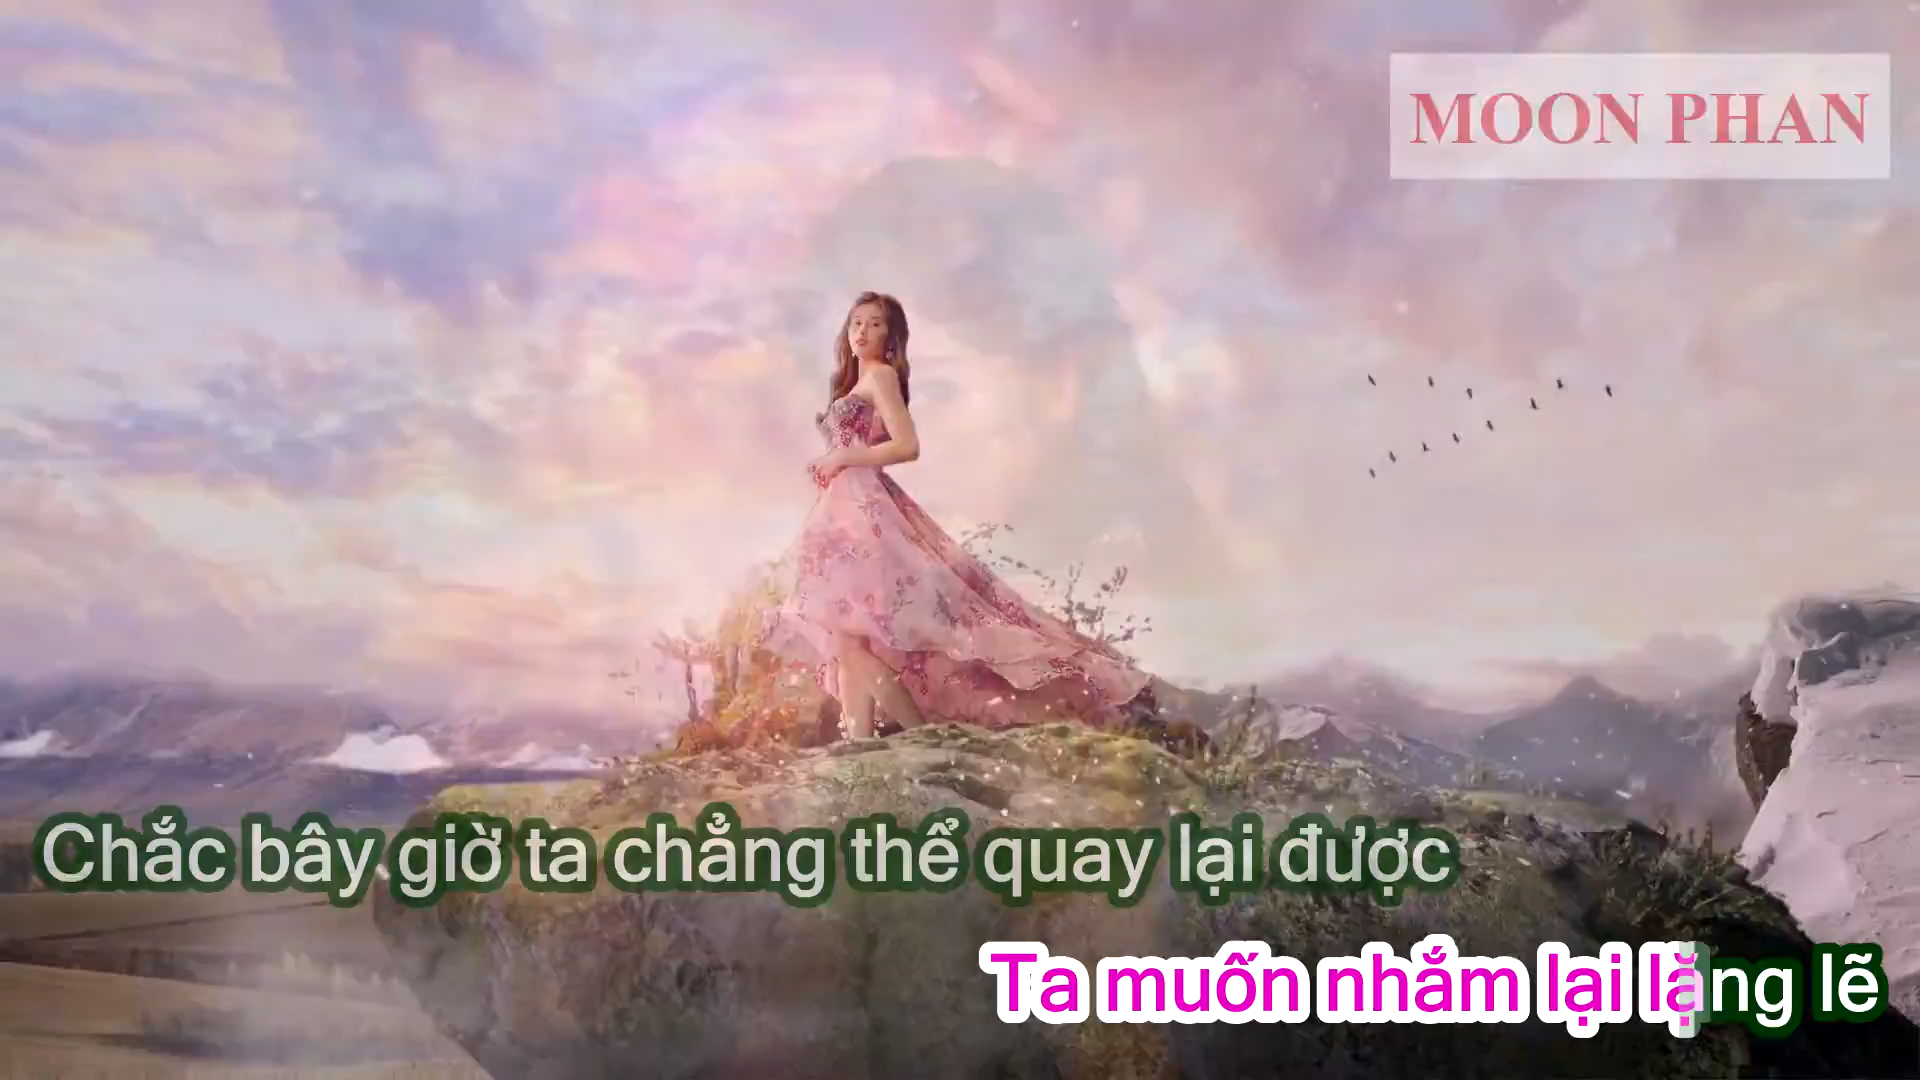 MOON PHAN
Chắc bây giờ ta chẳng thể quay lại được
Ta muốn nhắm lại lặng lẽ